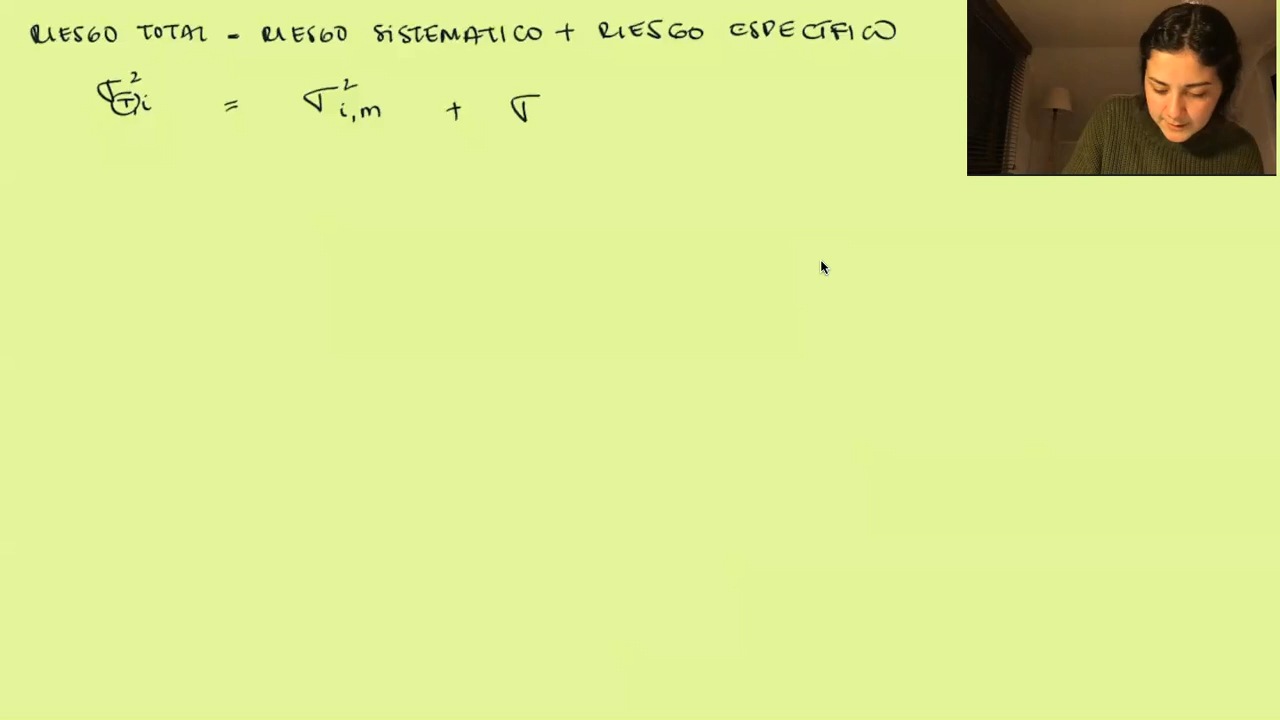 RIESGO TOTAL = RIESGO SISTEMATICO + RIESGO ESPECIFICO
σ²Ti = σ²i,m + σ